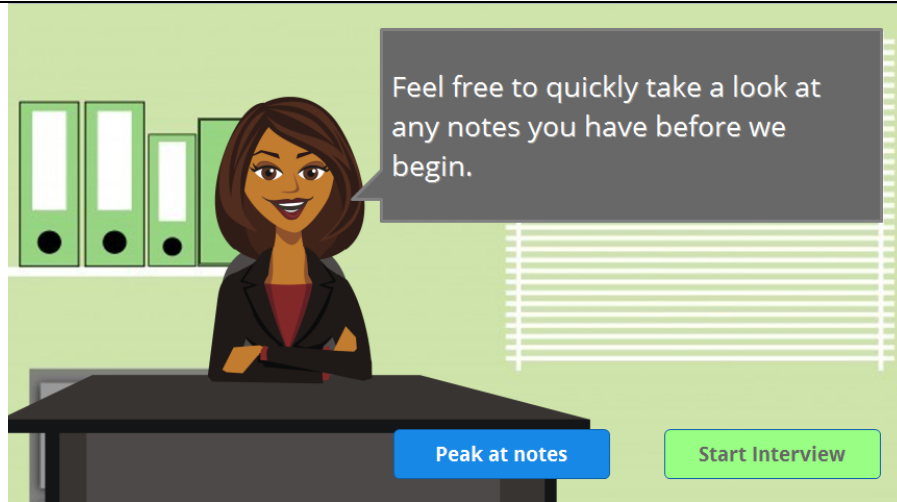 Feel free to quickly take a look at
any notes you have before we
begin.
Peak at notes
Start Interview